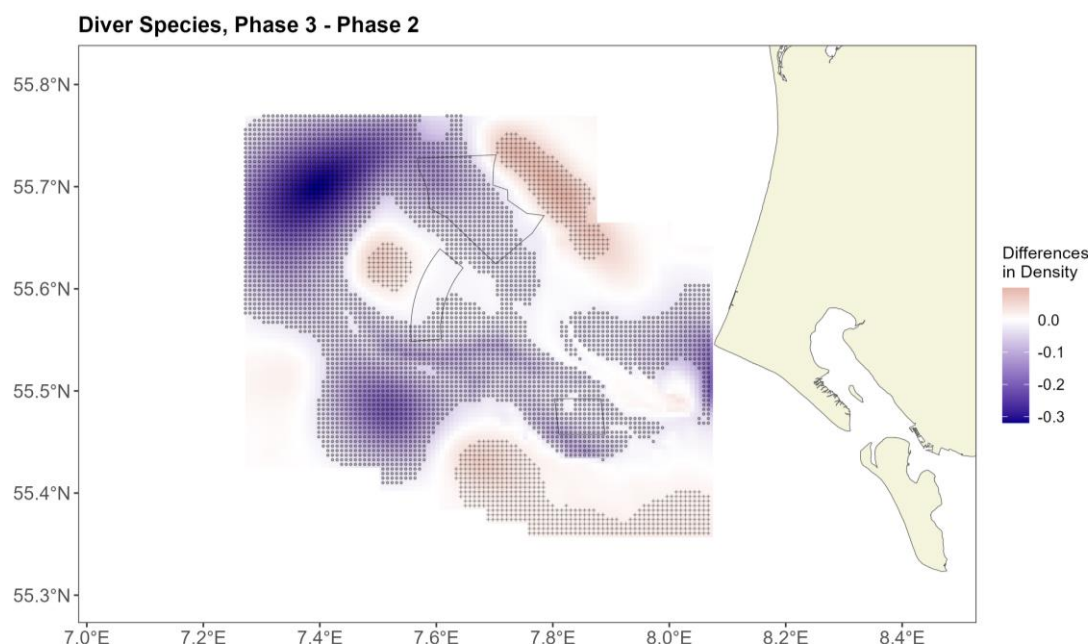 Diver Species, Phase 3 - Phase 2
55.8°N
55.7°N
55.6°N
55.5°N
55.4°N
55.3°N
7.0°E
7.2°E
7.4°E
7.6°E
7.8°E
8.0°E
8.2°E
8.4°E
Differences
in Density
0.0
-0.1
-0.2
-0.3